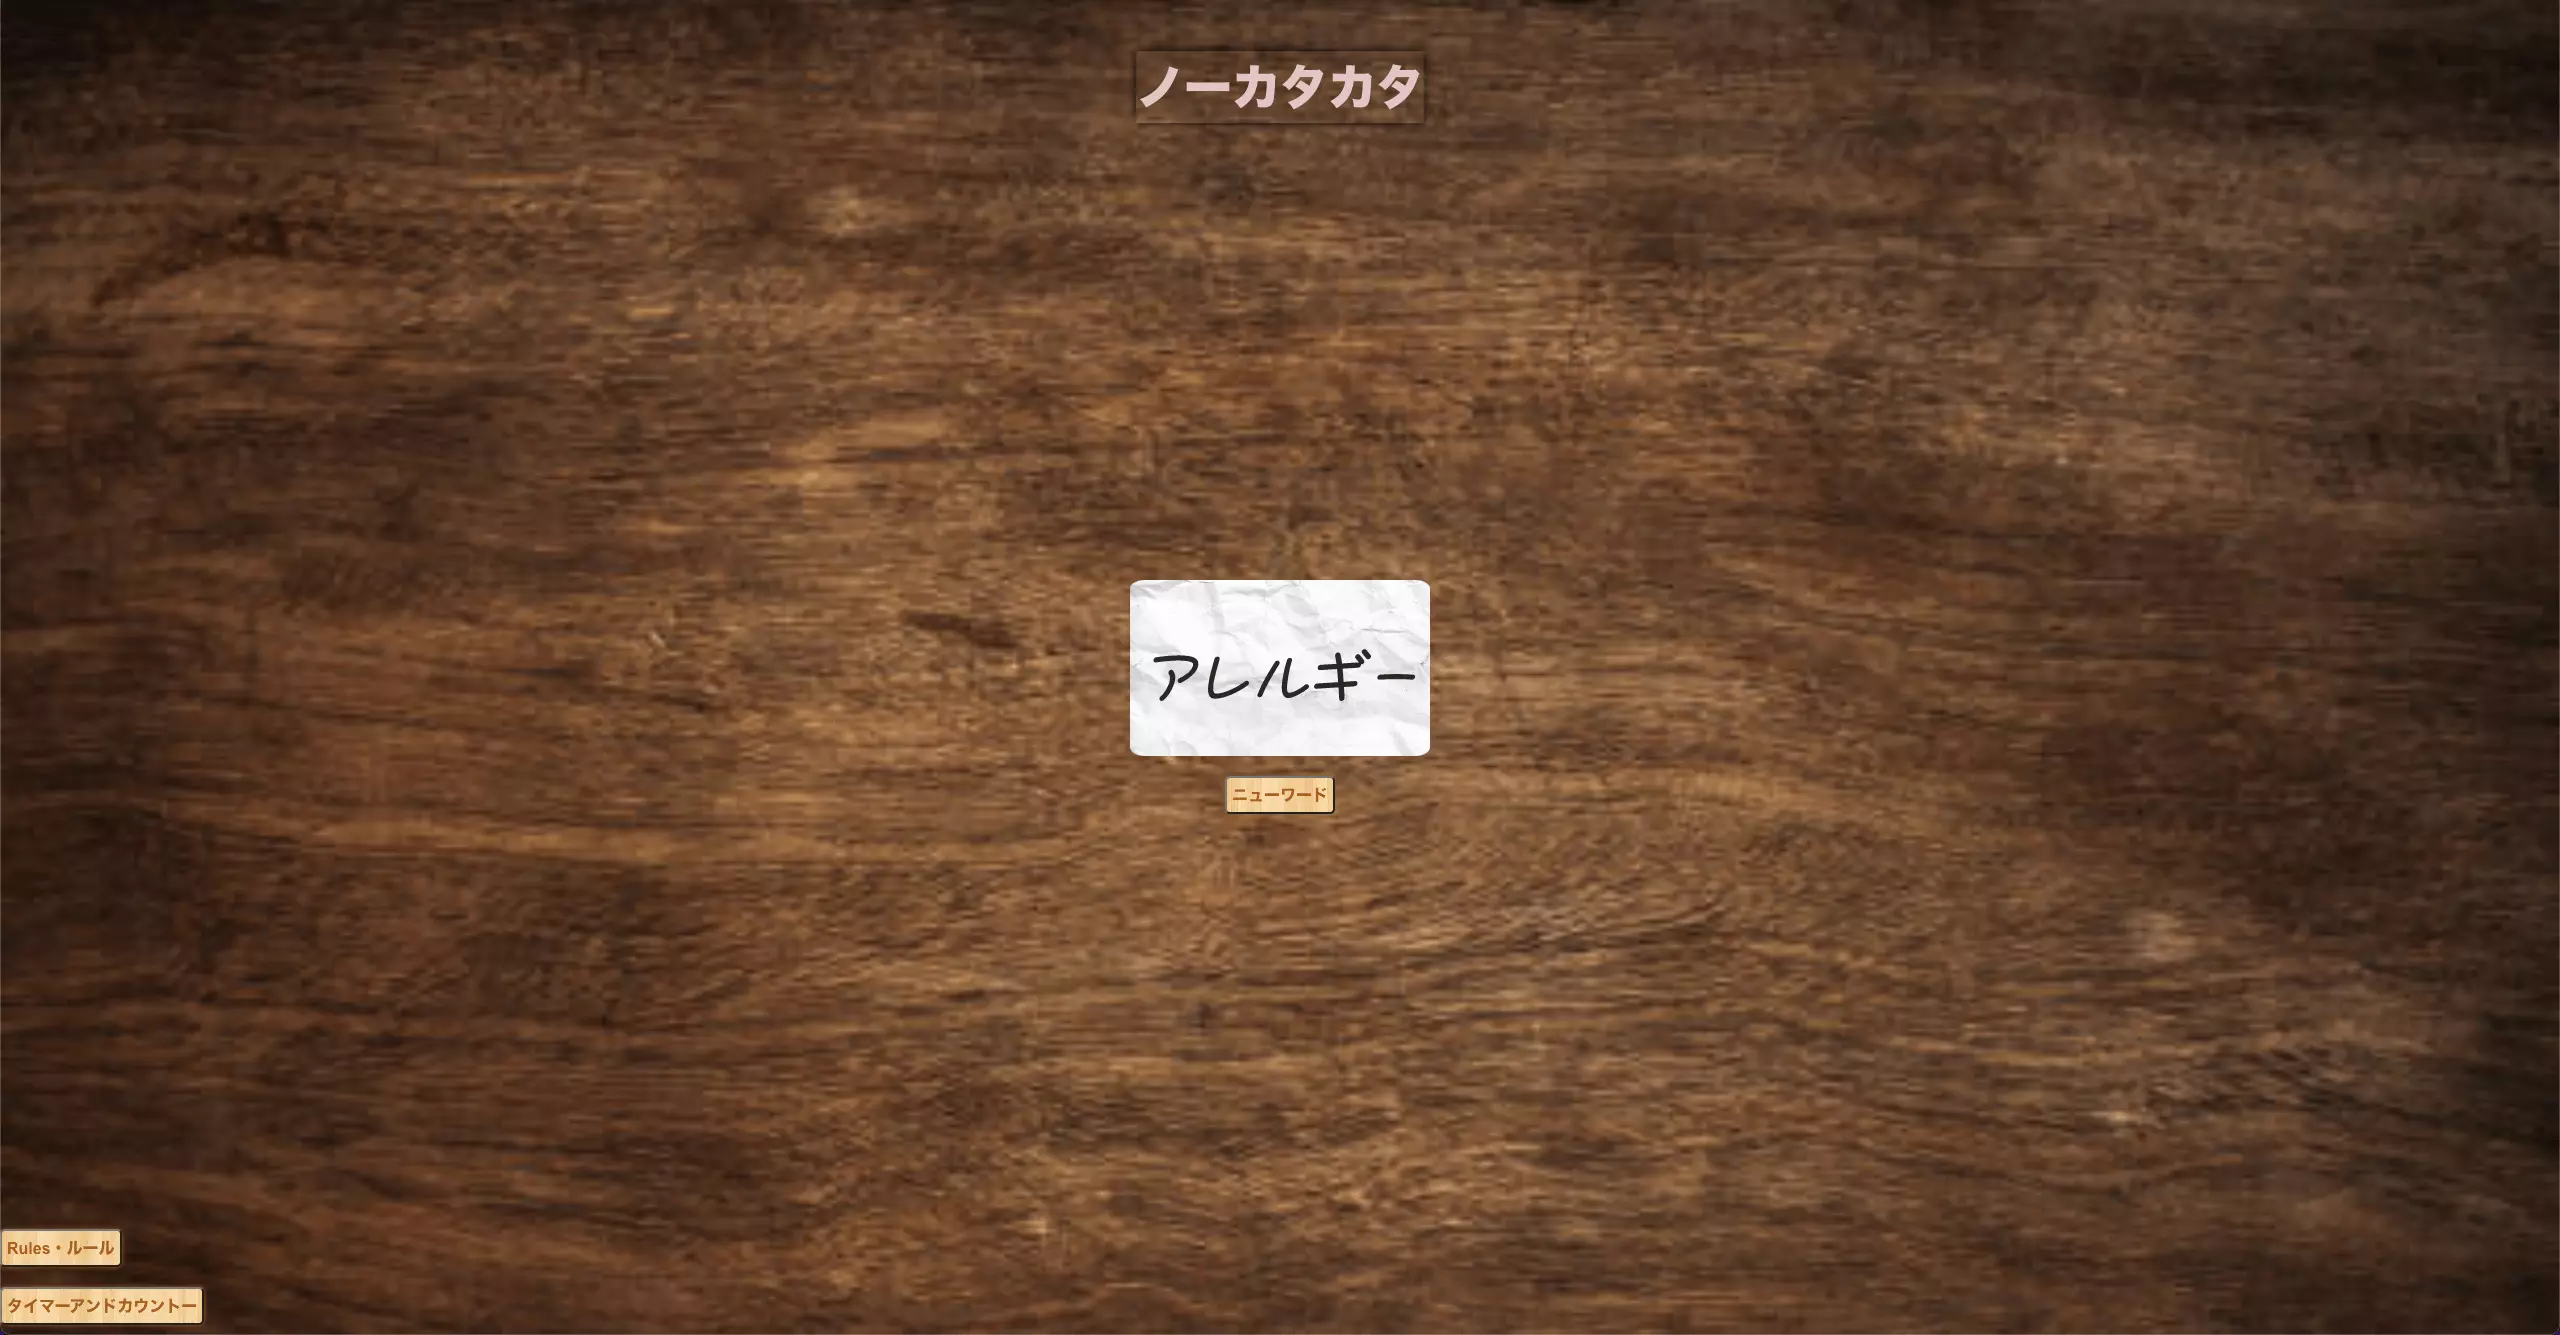 ノーカタカタ
アレルギー
ニューワード
Rules・ルール
タイマーアンドカウントー